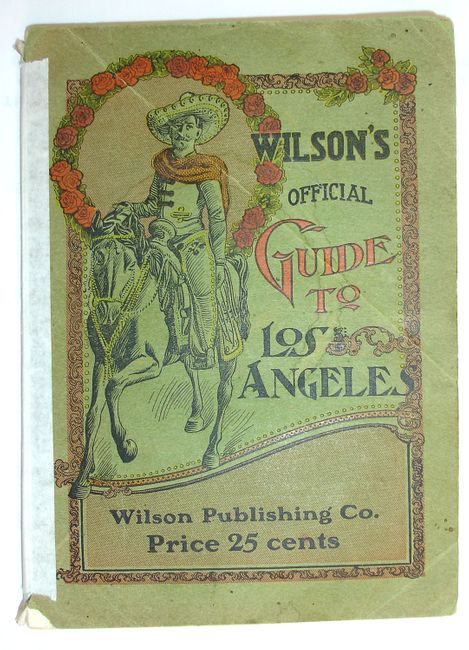 WILSON'S
OFFICIAL
GUIDE
TO
LOS
ANGELES
Wilson Publishing Co.
Price 25 cents